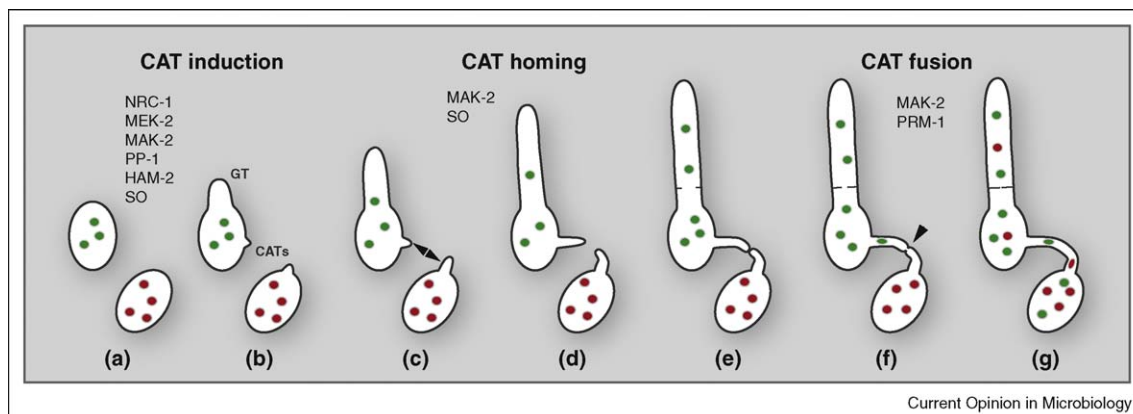 CAT induction
NRC-1
MEK-2
MAK-2
PP-1
HAM-2
SO
GT
CATs
CAT homing
MAK-2
SO
CAT fusion
MAK-2
PRM-1
(a) (b) (c) (d) (e) (f) (g)
Current Opinion in Microbiology